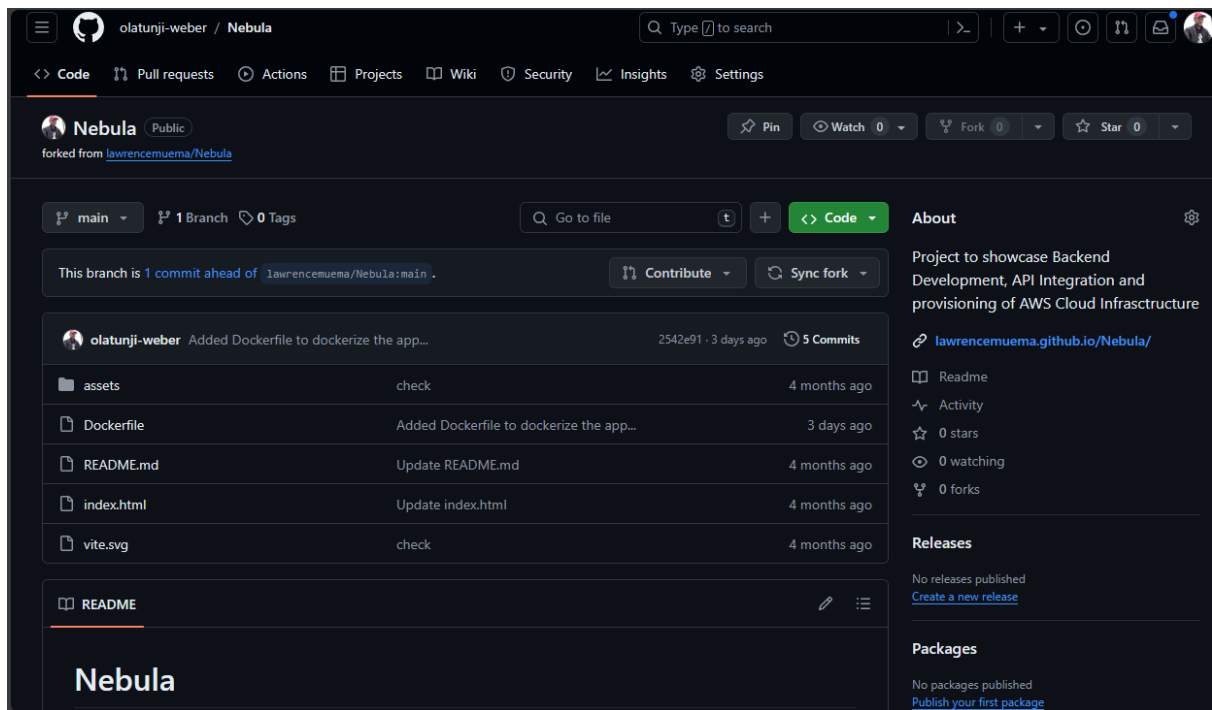 olatunji-weber / Nebula
Type / to search
Code Pull requests Actions Projects Wiki Security Insights Settings
Nebula Public
Pin Watch 0 Fork 0 Star 0
forked from lawrencemuema/Nebula
main 1 Branch 0 Tags
Go to file t
Code
About
This branch is 1 commit ahead of lawrencemuema/Nebula:main .
Contribute Sync fork
Project to showcase Backend
Development, API Integration and
provisioning of AWS Cloud Infrasctructure
lawrencemuema.github.io/Nebula/
olatunji-weber Added Dockerfile to dockerize the app... 2542e91 · 3 days ago 5 Commits
assets check 4 months ago
Dockerfile Added Dockerfile to dockerize the app... 3 days ago
README.md Update README.md 4 months ago
index.html Update index.html 4 months ago
vite.svg check 4 months ago
Readme
Activity
0 stars
0 watching
0 forks
Releases
No releases published
Create a new release
README
Nebula
Packages
No packages published
Publish your first package